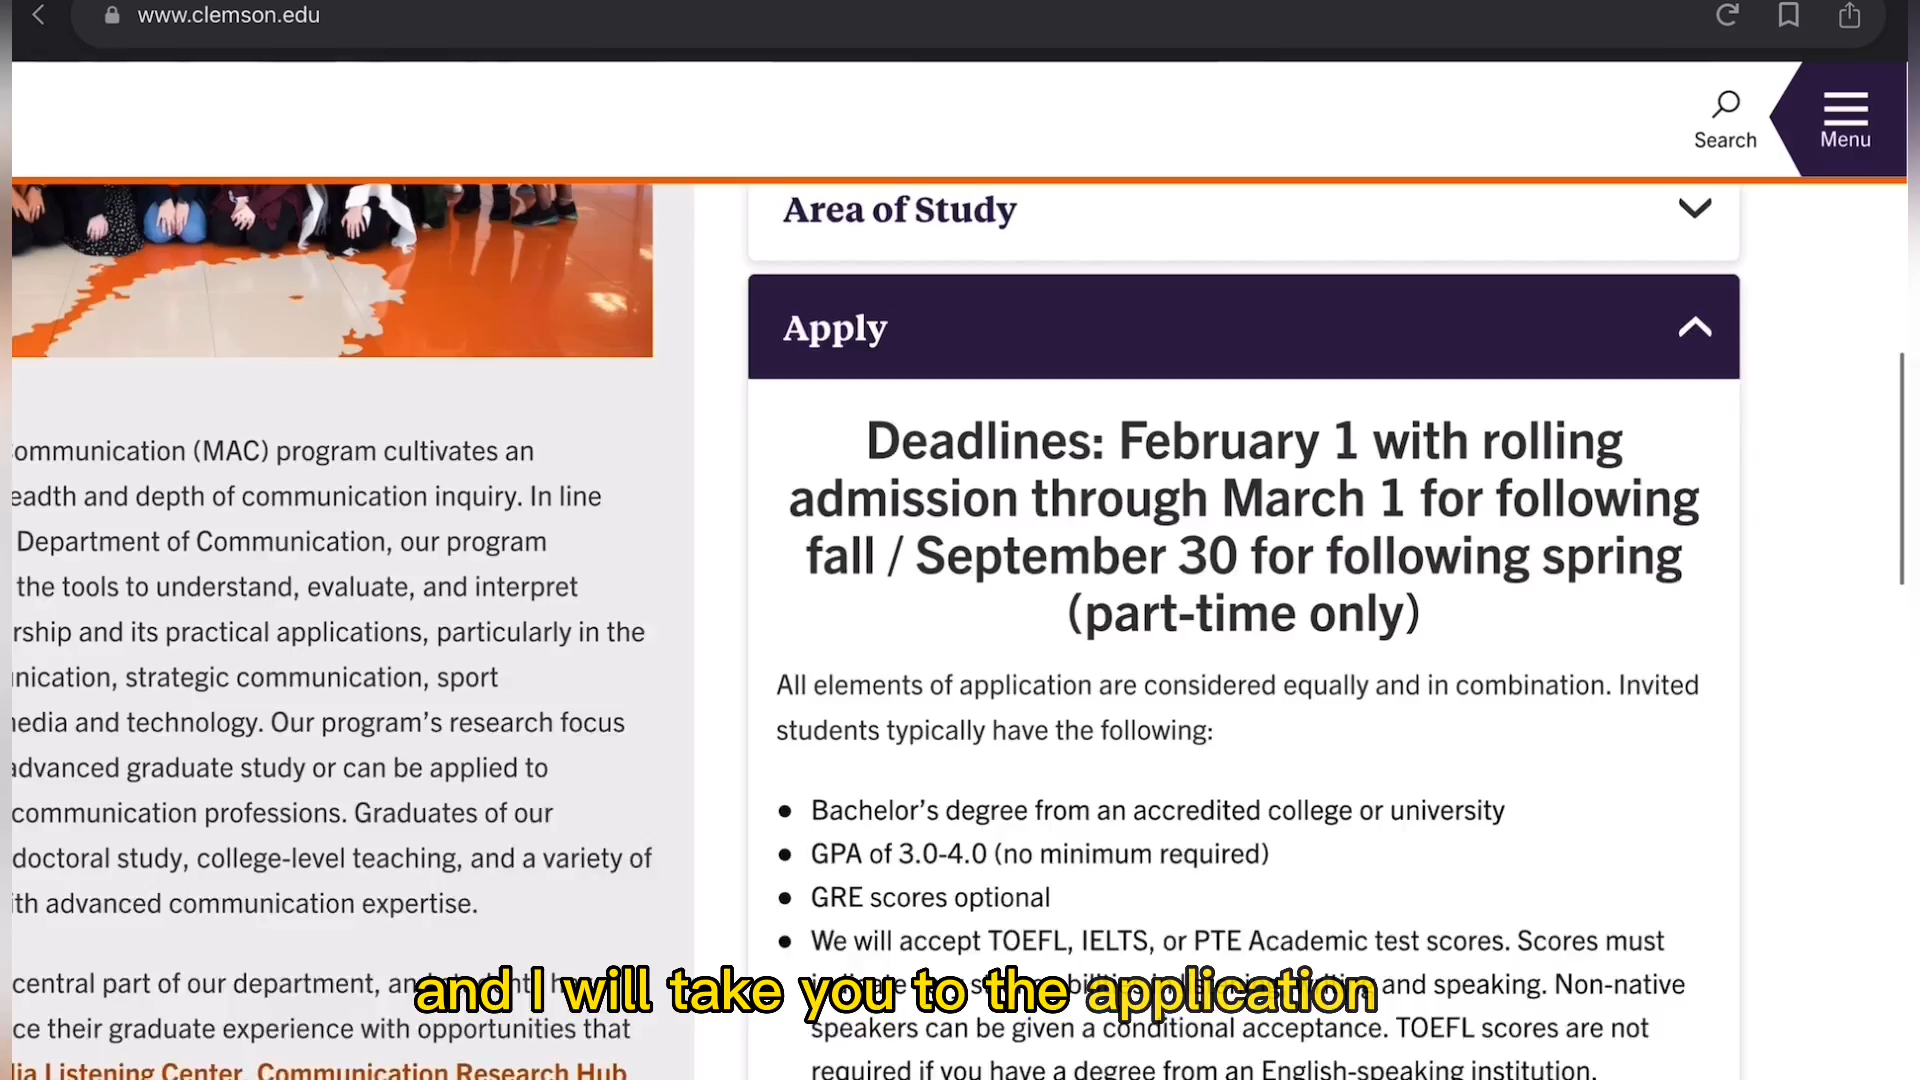 www.clemson.edu
Search
Menu
Area of Study
Apply
Deadlines: February 1 with rolling
admission through March 1 for following
fall / September 30 for following spring
(part-time only)
All elements of application are considered equally and in combination. Invited
students typically have the following:
• Bachelor's degree from an accredited college or university
• GPA of 3.0-4.0 (no minimum required)
• GRE scores optional
• We will accept TOEFL, IELTS, or PTE Academic test scores. Scores must
and speaking. Non-native
speakers can be given a conditional acceptance. TOEFL scores are not
required if you have a degree from an English-speaking institution.
ommunication (MAC) program cultivates an
eadth and depth of communication inquiry. In line
Department of Communication, our program
the tools to understand, evaluate, and interpret
rship and its practical applications, particularly in the
nication, strategic communication, sport
edia and technology. Our program's research focus
advanced graduate study or can be applied to
communication professions. Graduates of our
doctoral study, college-level teaching, and a variety of
ith advanced communication expertise.
central part of our department,
ce their graduate experience with opportunities that
dia Listening Center, Communication Research Hub
and I will take you to the application